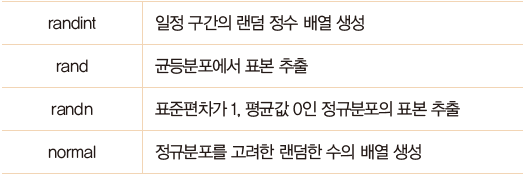 randint 일정 구간의 랜덤 정수 배열 생성
rand 균등분포에서 표본 추출
randn 표준편차가 1, 평균값 0인 정규분포의 표본 추출
normal 정규분포를 고려한 랜덤한 수의 배열 생성